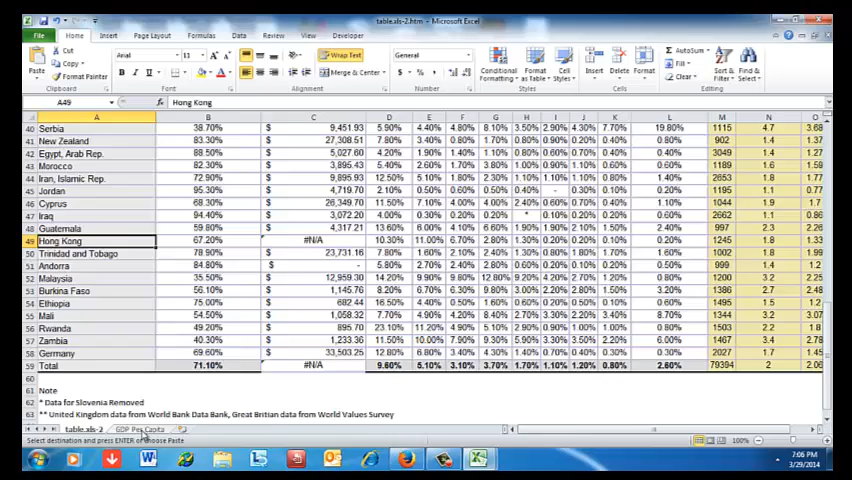 table.xls-2.htm - Microsoft Excel
File Home Insert Page Layout Formulas Data Review View Developer
Cut Arial 11 Wrap Text General AutoSum
Copy
Paste Format Painter Merge & Center Conditional Formatting Format as Table Cell Styles Insert Delete Format Fill Clear Sort & Filter Find & Select
Clipboard Font Alignment Number Styles Cells Editing
A49 fx Hong Kong
A B C D E F G H I J K L M N O
40 Serbia 38.70% $ 9,451.93 5.90% 4.40% 4.80% 8.10% 3.50% 2.90% 4.30% 7.70% 19.80% 1115 4.7 3.68
41 New Zealand 83.30% $ 27,308.51 7.80% 3.40% 0.80% 1.70% 0.90% 0.20% 0.40% 0.80% 902 1.4 1.37
42 Egypt, Arab Rep. 88.50% $ 5,027.60 4.20% 1.90% 1.40% 1.10% 0.80% 0.60% 0.40% 1.10% 3049 1.4 1.27
43 Morocco 82.30% $ 3,895.43 5.40% 2.60% 1.70% 3.80% 1.00% 0.90% 1.10% 0.60% 1189 1.6 1.59
44 Iran, Islamic Rep. 72.90% $ 9,895.93 12.50% 5.10% 1.80% 2.60% 1.10% 1.10% 1.10% 0.80% 1.40% 2653 1.8 1.77
45 Jordan 95.30% $ 4,719.70 2.10% 0.50% 0.60% 0.50% 0.40% - 0.30% 0.10% 0.20% 1195 1.1 0.77
46 Cyprus 68.30% $ 26,349.70 11.50% 7.10% 4.00% 4.00% 2.40% 0.60% 0.70% 0.40% 1044 1.9 1.7
47 Iraq 94.40% $ 3,072.20 4.00% 0.30% 0.20% 0.20% * 0.10% 0.20% 0.60% 2662 1.1 0.86
48 Guatemala 59.80% $ 4,317.21 13.60% 6.00% 4.10% 6.60% 1.90% 1.90% 2.10% 1.60% 2.40% 997 2.3
49 Hong Kong 67.20% #N/A 10.30% 11.00% 6.70% 2.80% 1.30% 0.20% 0.20% 0.10% 0.20% 1245 1.8 1.33
50 Trinidad and Tobago 78.90% $ 23,731.16 7.80% 1.60% 1002 1.8 1.99
51 Andorra 84.80% $ - 5.70% 2.70% 2.40% 2.80% 0.60% 0.10% 0.20% 0.30% 0.50% 999 1.4 1.2
52 Malaysia 35.50% $ 12,959.30 14.20% 9.90% 9.80% 12.80% 9.20% 4.20% 2.70% 1.20% 1200 3.2
53 Burkina Faso 56.10% $ 1,145.76 8.20% 1386 2.7 2.48
54 Ethiopia 75.00% $ 682.44 16.50% 4.40% 0.50% 1.60% 0.60% 0.10% 0.20% 0.50% 0.10% 1495 1.5 1.2
55 Mali 54.50% $ 1,058.32 7.70% 4.90% 4.20% 8.10% 3.40% 2.70% 2.20% 3.70% 8.70% 1344 3.2 3.07
56 Rwanda 49.20% $ 895.70 23.10% 11.20% 4.90% 5.10% 2.90% 0.90% 1.00% 1.00% 0.80% 1503 2.2 1.8
57 Zambia 40.30% $ 1,233.36 11.50% 10.00% 7.90% 9.30% 5.00% 2.20% 4.10% 3.60% 6.00% 1467 3.4 2.78
58 Germany 69.60% $ 33,503.25 12.80% 6.80% 3.40% 4.30% 1.40% 0.70% 0.40% 0.30% 0.30% 2027 1.7
59 Total 71.10% #N/A 9.60% 5.10% 3.10% 3.70% 1.70% 1.10% 1.20% 0.80% 2.60% 79394 2 2.06
60
61 Note
62 * Data for Slovenia Removed
63 ** United Kingdom data from World Bank Data Bank, Great Britian data from World Values Survey
table.xls-2 GDP Per Capita
Select destination and press ENTER or choose Paste 100%
7:06 PM
3/29/2014